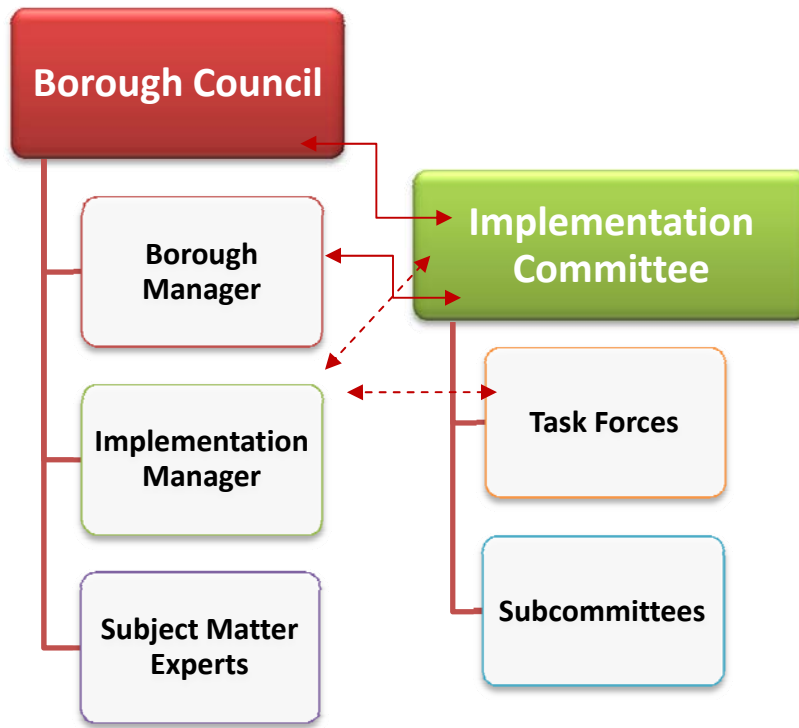 Borough Council
Borough
Manager
Implementation
Manager
Subject Matter
Experts
Implementation
Committee
Task Forces
Subcommittees